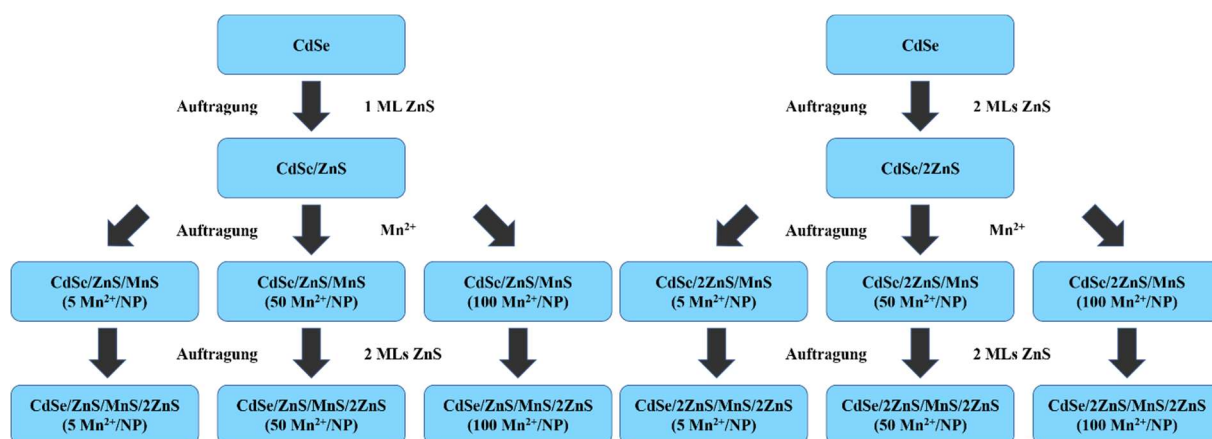 CdSe
CdSe
Auftragung 1 ML ZnS
Auftragung 2 MLs ZnS
CdSe/ZnS
CdSe/2ZnS
Auftragung Mn²⁺
Auftragung Mn²⁺
CdSe/ZnS/MnS
(5 Mn²⁺/NP)
CdSe/ZnS/MnS
(50 Mn²⁺/NP)
CdSe/ZnS/MnS
(100 Mn²⁺/NP)
CdSe/2ZnS/MnS
(5 Mn²⁺/NP)
CdSe/2ZnS/MnS
(50 Mn²⁺/NP)
CdSe/2ZnS/MnS
(100 Mn²⁺/NP)
Auftragung 2 MLs ZnS
Auftragung 2 MLs ZnS
CdSe/ZnS/MnS/2ZnS
(5 Mn²⁺/NP)
CdSe/ZnS/MnS/2ZnS
(50 Mn²⁺/NP)
CdSe/ZnS/MnS/2ZnS
(100 Mn²⁺/NP)
CdSe/2ZnS/MnS/2ZnS
(5 Mn²⁺/NP)
CdSe/2ZnS/MnS/2ZnS
(50 Mn²⁺/NP)
CdSe/2ZnS/MnS/2ZnS
(100 Mn²⁺/NP)